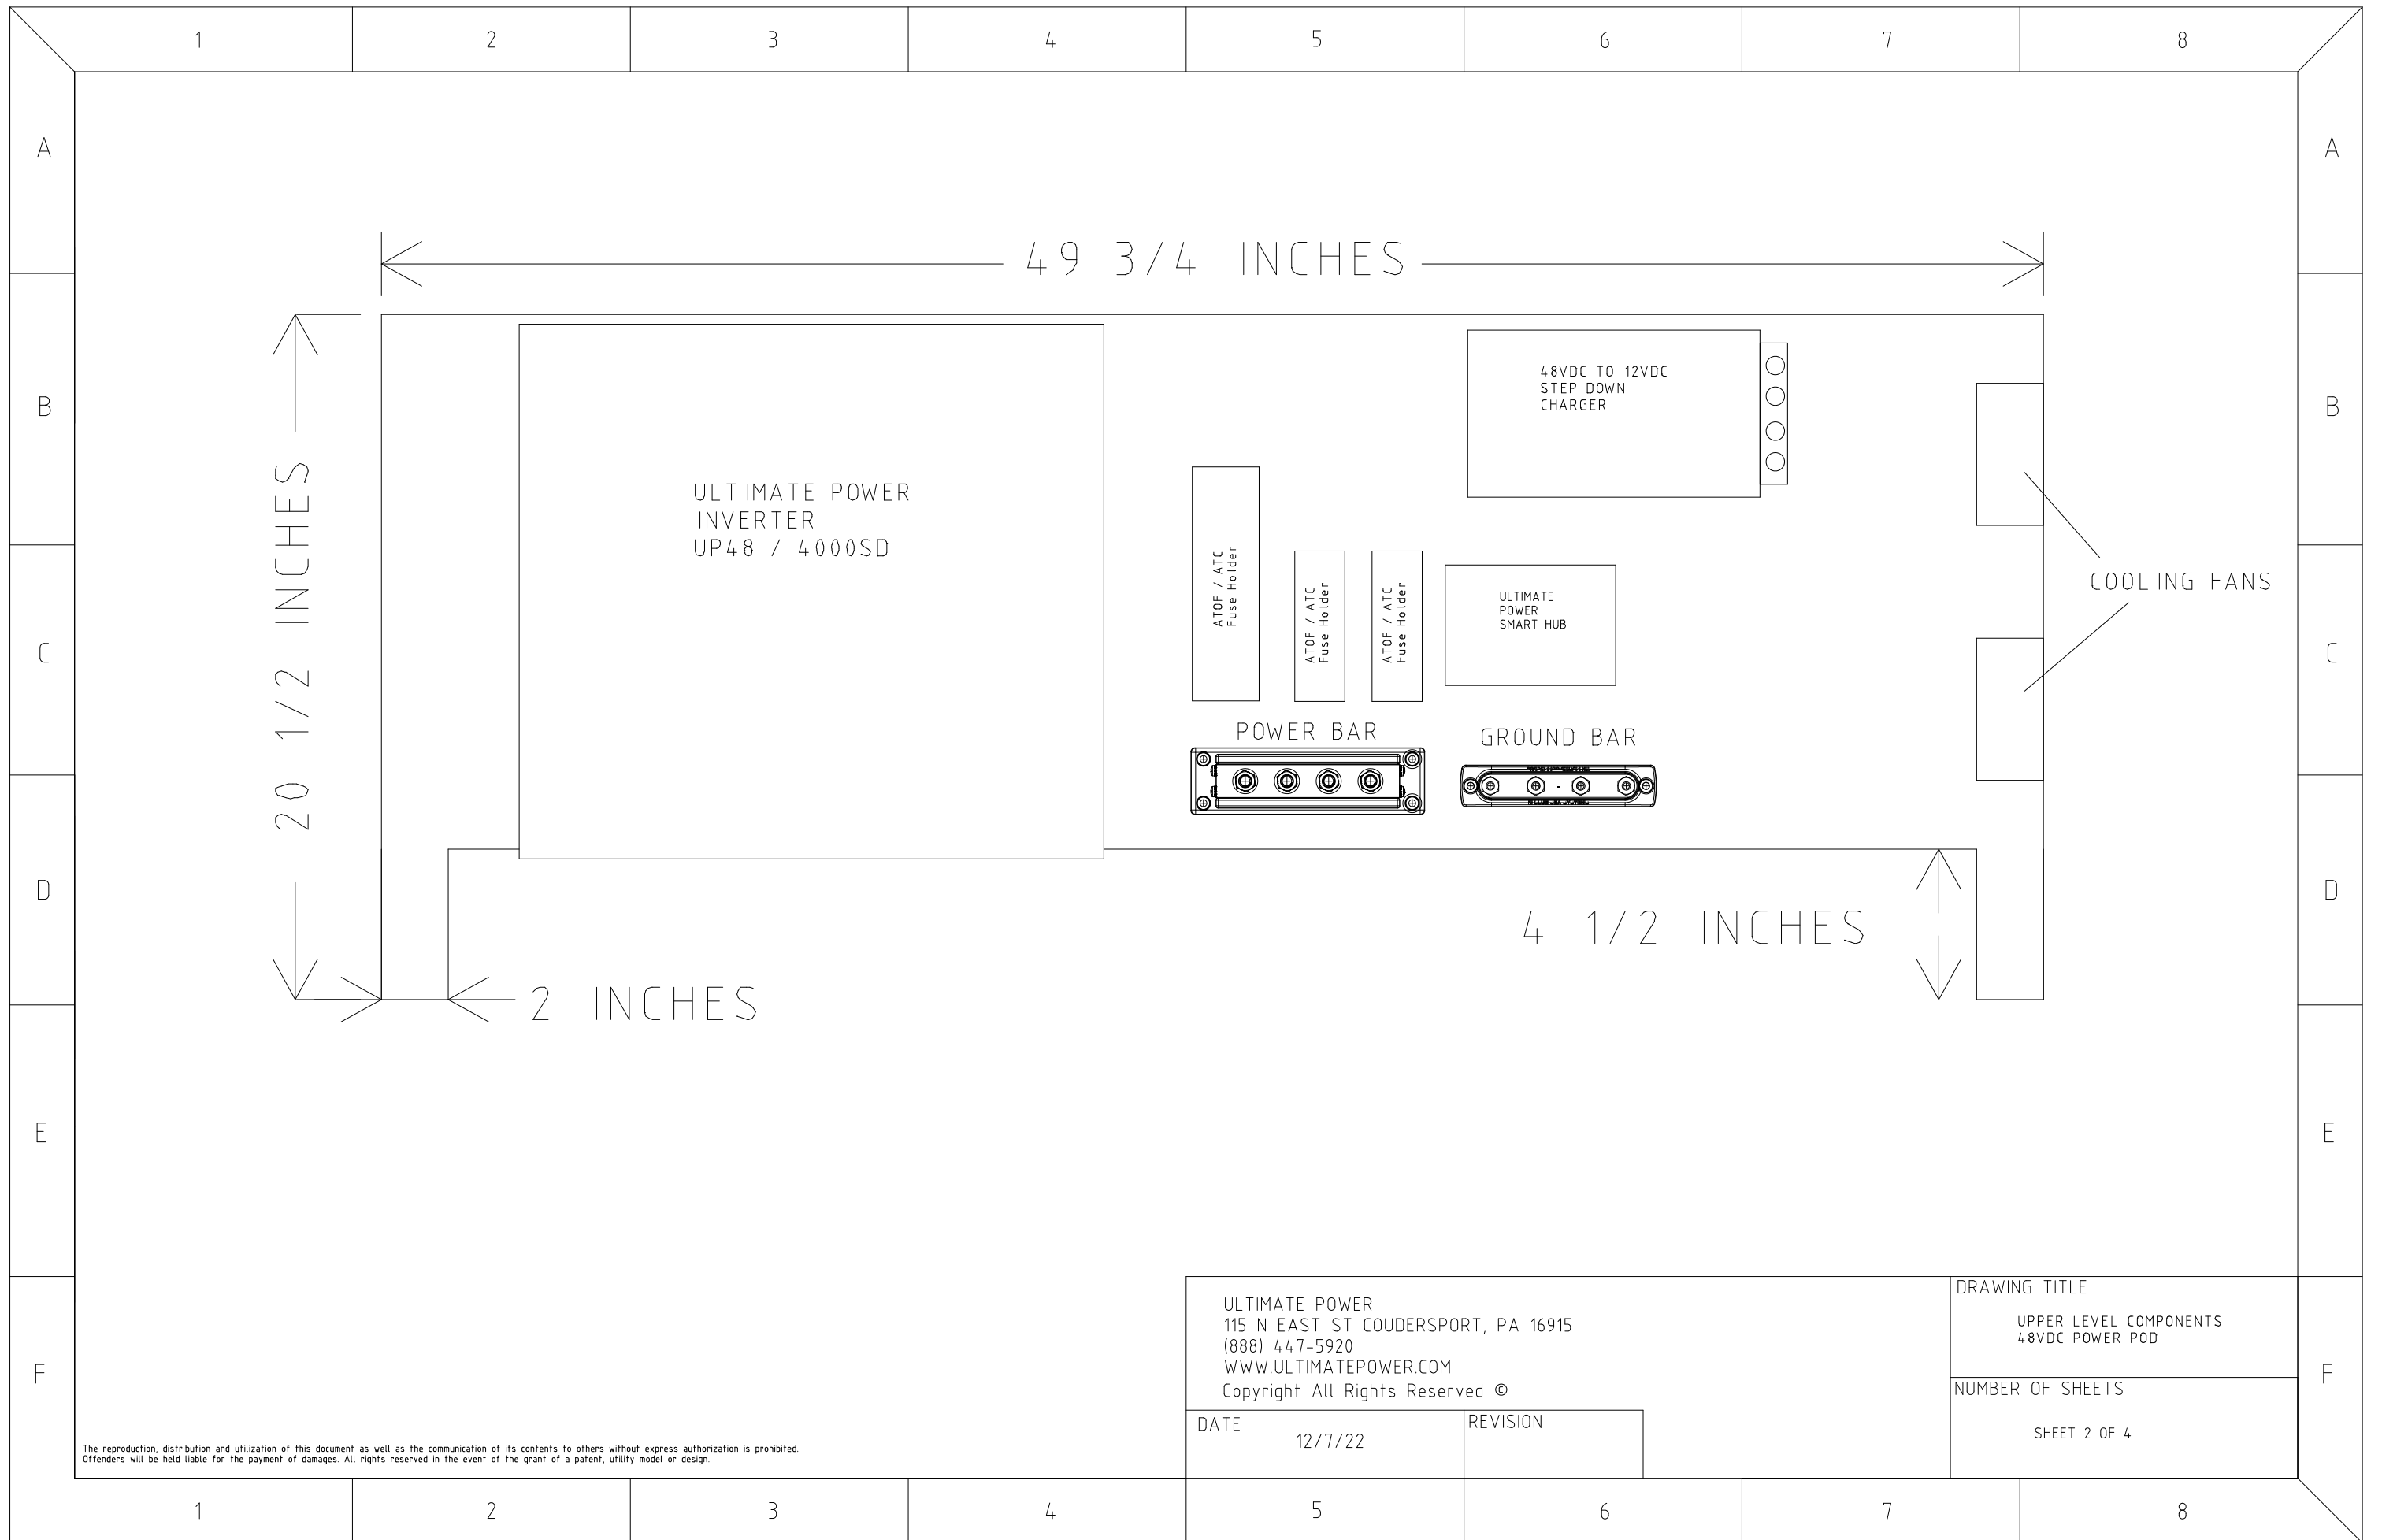 1 2 3 4 5 6 7 8
A A
49 3/4 INCHES
B B
48VDC TO 12VDC
STEP DOWN
CHARGER
20 1/2 INCHES
ULTIMATE POWER
INVERTER
UP48 / 4000SD
ATOF / ATC
Fuse Holder
ATOF / ATC
Fuse Holder
ATOF / ATC
Fuse Holder
ULTIMATE
POWER
SMART HUB
COOLING FANS
C C
POWER BAR
GROUND BAR
D D
4 1/2 INCHES
2 INCHES
E E
F F
ULTIMATE POWER
115 N EAST ST COUDERSPORT, PA 16915
(888) 447-5920
WWW.ULTIMATEPOWER.COM
Copyright All Rights Reserved ©
DATE
12/7/22
REVISION
DRAWING TITLE
UPPER LEVEL COMPONENTS
48VDC POWER POD
NUMBER OF SHEETS
SHEET 2 OF 4
The reproduction, distribution and utilization of this document as well as the communication of its contents to others without express authorization is prohibited.
Offenders will be held liable for the payment of damages. All rights reserved in the event of the grant of a patent, utility model or design.
1 2 3 4 5 6 7 8